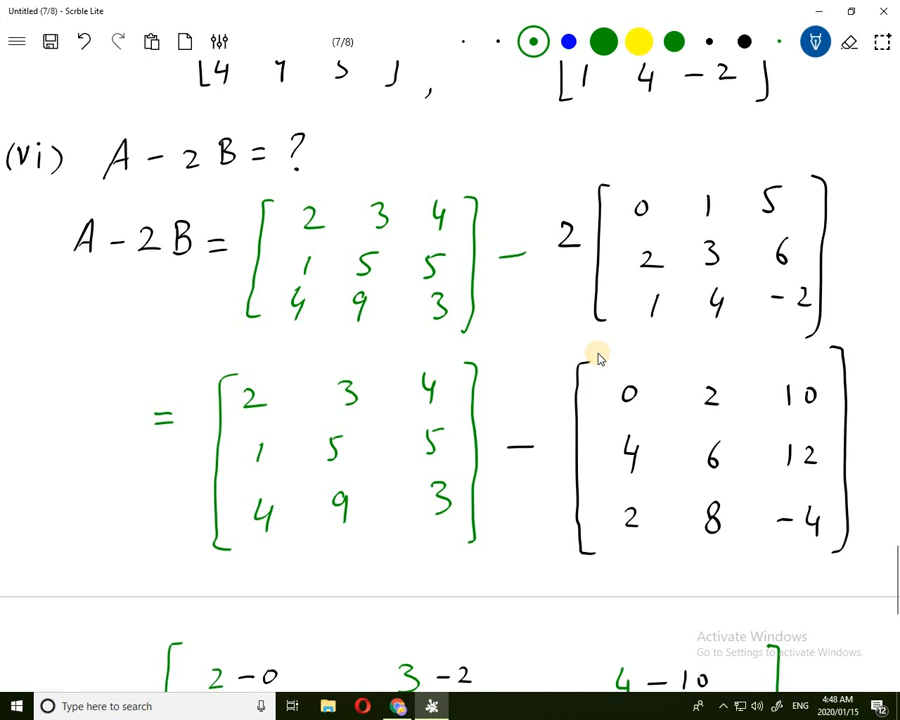 Untitled (7/8) - Scrble Lite
(7/8)
[4 9 3 ] , [1 4 -2 ]
(vi) A - 2B = ?
A - 2B = [ 2 3 4 ] - 2 [ 0 1 5 ]
1 5 5 2 3 6
4 9 3 1 4 -2
= [ 2 3 4 ] - [ 0 2 10 ]
1 5 5 4 6 12
4 9 3 2 8 -4
Activate Windows
Go to Settings to activate Windows.
[ 2 - 0 3 - 2 4 - 10 ]
Type here to search
ENG
4:48 AM
2020/01/15
12